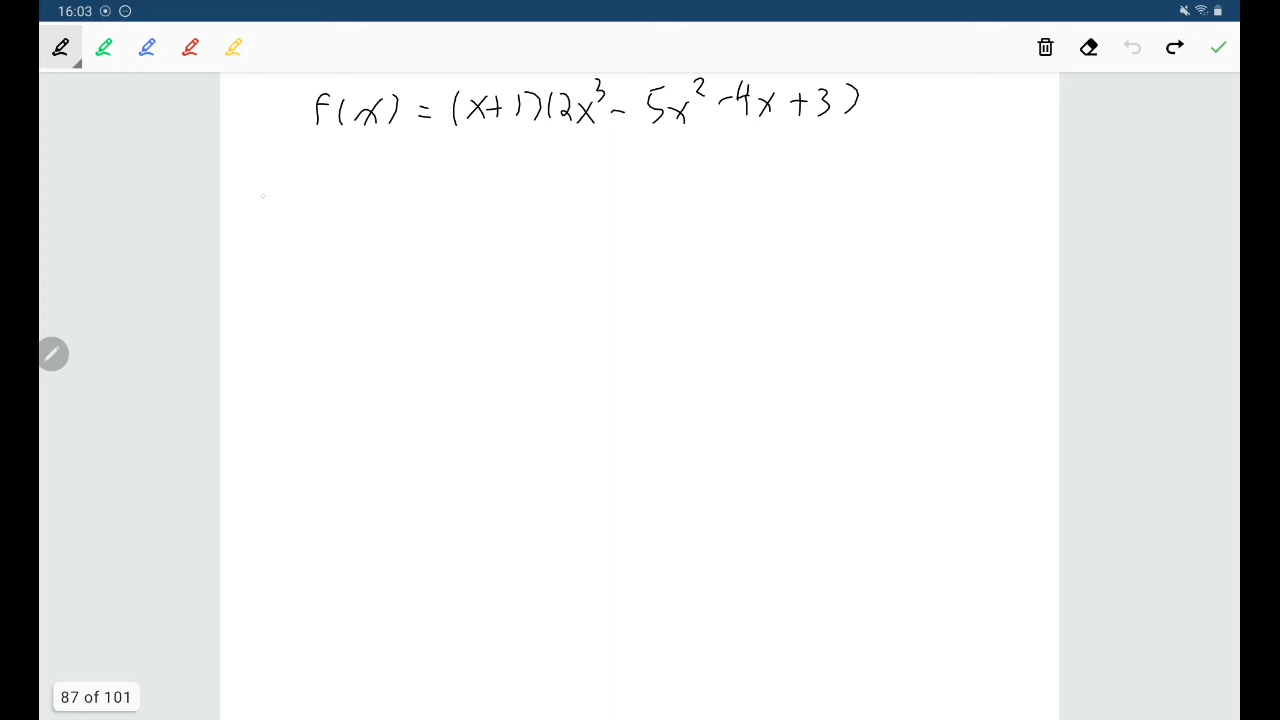 16:03
f(x) = (x+1)(2x³ - 5x² -4x +3)
87 of 101